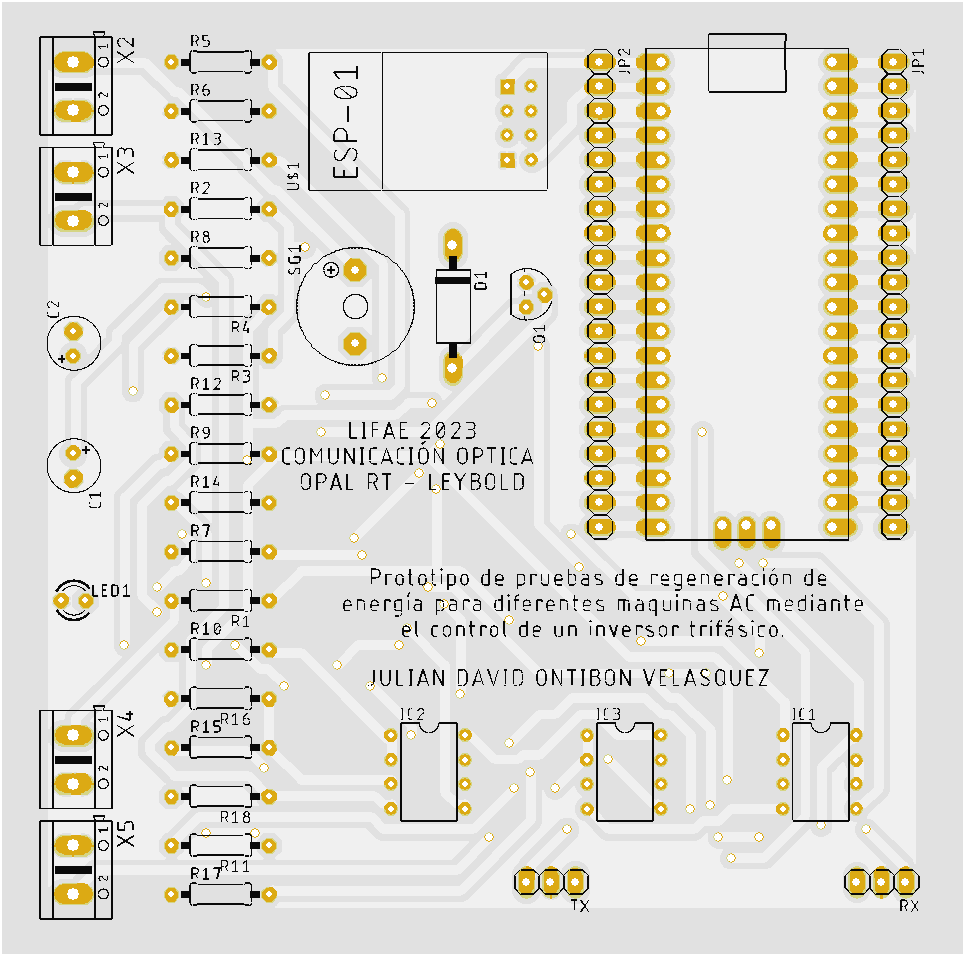 X2
1
2
R5
JP2
JP1
ESP-01
U$1
R6
X3
1
2
R13
R2
R8
SG1
D1
Q1
C2
R4
R3
R12
R9
LIFAE 2023
COMUNICACIÓN OPTICA
OPAL RT - LEYBOLD
C1
R14
R7
LED1
R1
Prototipo de pruebas de regeneración de
energía para diferentes maquinas AC mediante
el control de un inversor trifásico.
R10
JULIAN DAVID ONTIBON VELASQUEZ
X4
1
2
R16
R15
IC2
IC3
IC1
R18
X5
1
2
R11
R17
TX
RX